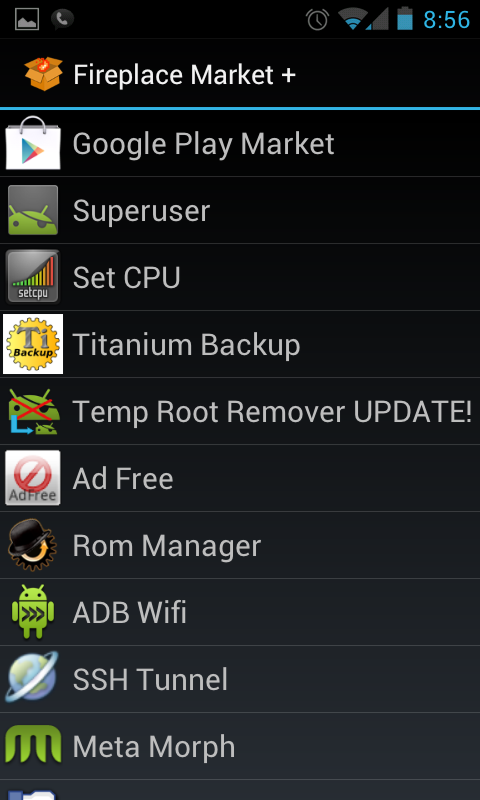 8:56
Fireplace Market +
Google Play Market
Superuser
setcpu
Set CPU
Ti
Backup
Titanium Backup
Temp Root Remover UPDATE!
AdFree
Ad Free
Rom Manager
ADB Wifi
SSH Tunnel
Meta Morph